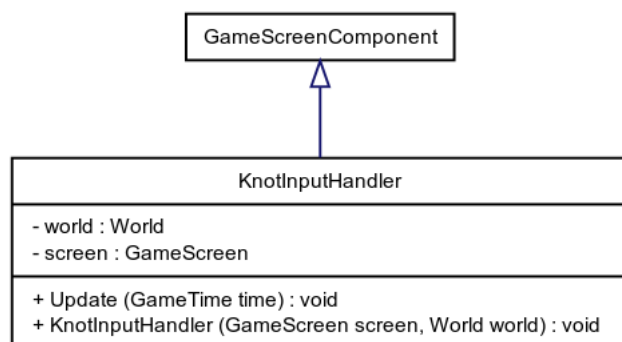 GameScreenComponent
KnotInputHandler
- world : World
- screen : GameScreen
+ Update (GameTime time) : void
+ KnotInputHandler (GameScreen screen, World world) : void